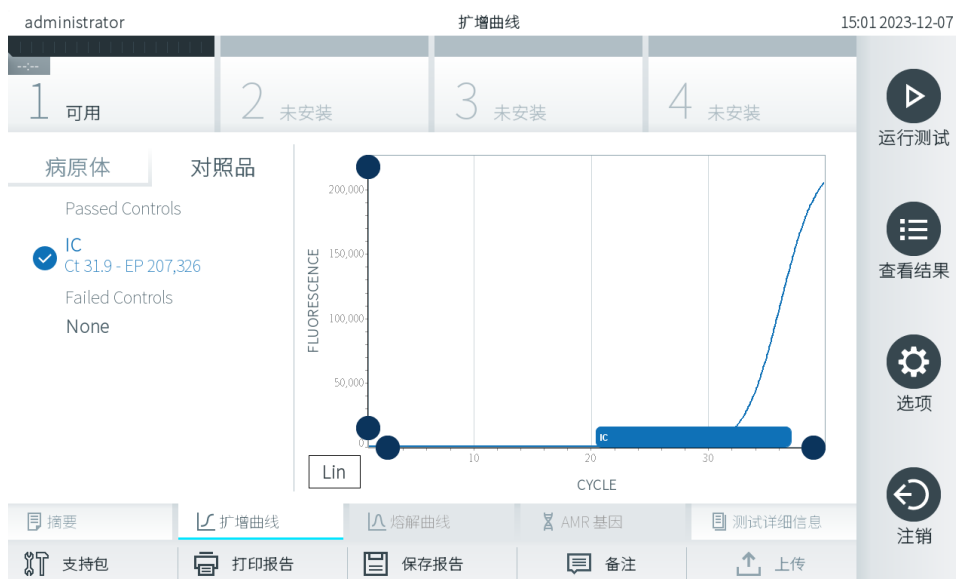 administrator
扩增曲线
15:01 2023-12-07
--:--
1 可用
2 未安装
3 未安装
4 未安装
运行测试
查看结果
选项
注销
病原体
对照品
Passed Controls
IC
Ct 31.9 - EP 207,326
Failed Controls
None
FLUORESCENCE
200,000
150,000
100,000
50,000
0
IC
10
20
30
CYCLE
Lin
摘要
扩增曲线
熔解曲线
AMR 基因
测试详细信息
支持包
打印报告
保存报告
备注
上传